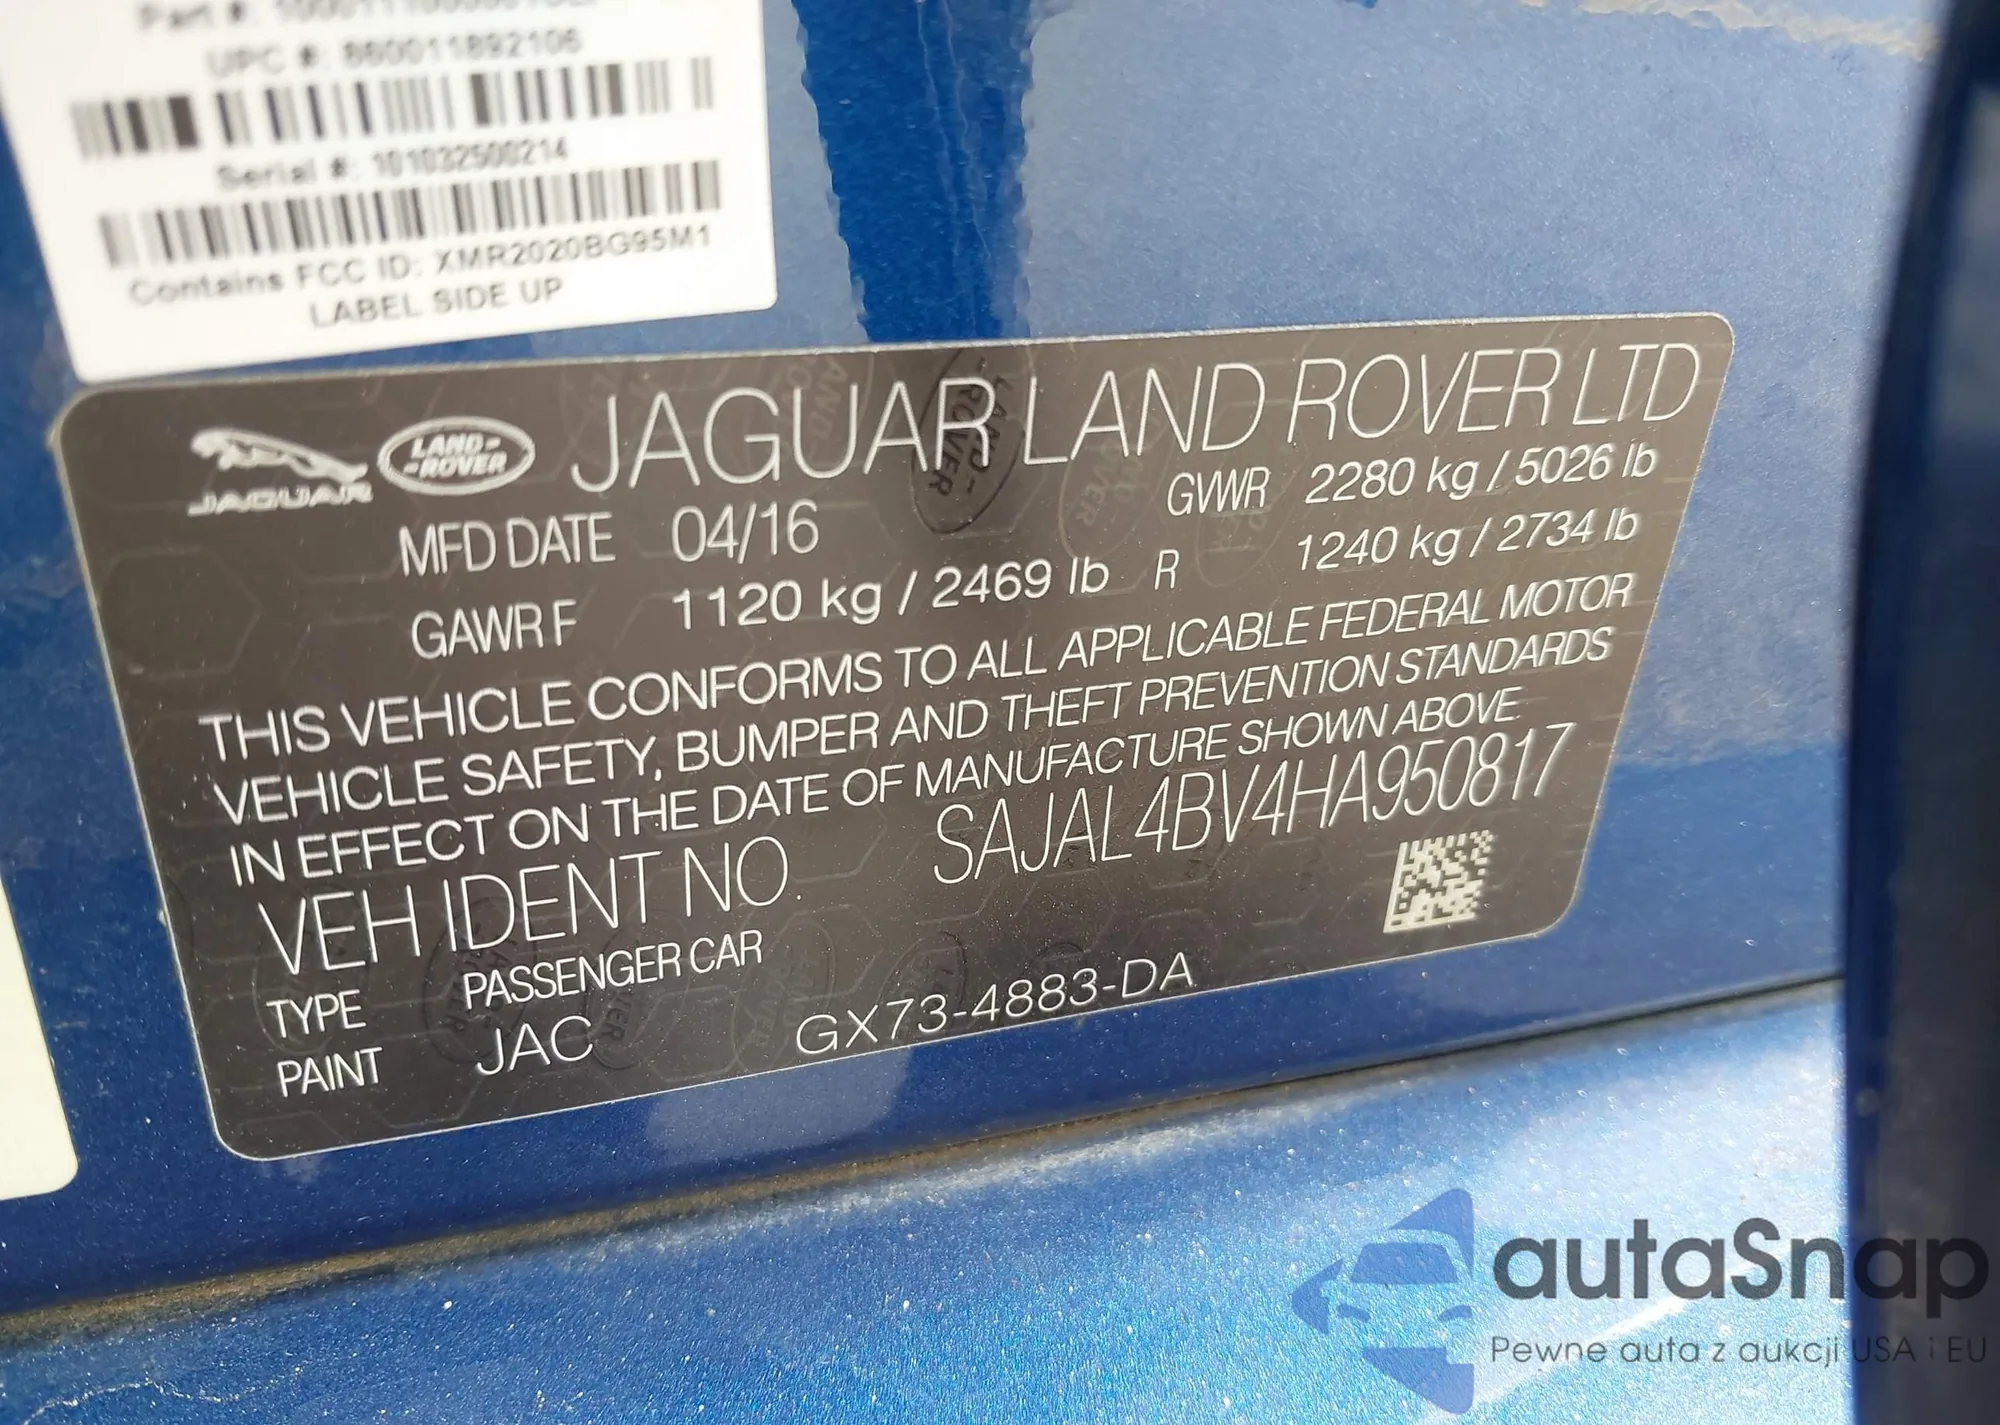 Part #:
UPC #: 860011892106
Serial #: 101032500214
Contains FCC ID: XMR2020BG95M1
LABEL SIDE UP
JAGUAR LAND-ROVER JAGUAR LAND ROVER LTD
MFD DATE 04/16 GVWR 2280 kg / 5026 lb
GAWR F 1120 kg / 2469 lb R 1240 kg / 2734 lb
THIS VEHICLE CONFORMS TO ALL APPLICABLE FEDERAL MOTOR
VEHICLE SAFETY, BUMPER AND THEFT PREVENTION STANDARDS
IN EFFECT ON THE DATE OF MANUFACTURE SHOWN ABOVE.
VEH IDENT NO. SAJAL4BV4HA950817
TYPE PASSENGER CAR
PAINT JAC GX73-4883-DA
autaSnap
Pewne auta z aukcji USA i EU